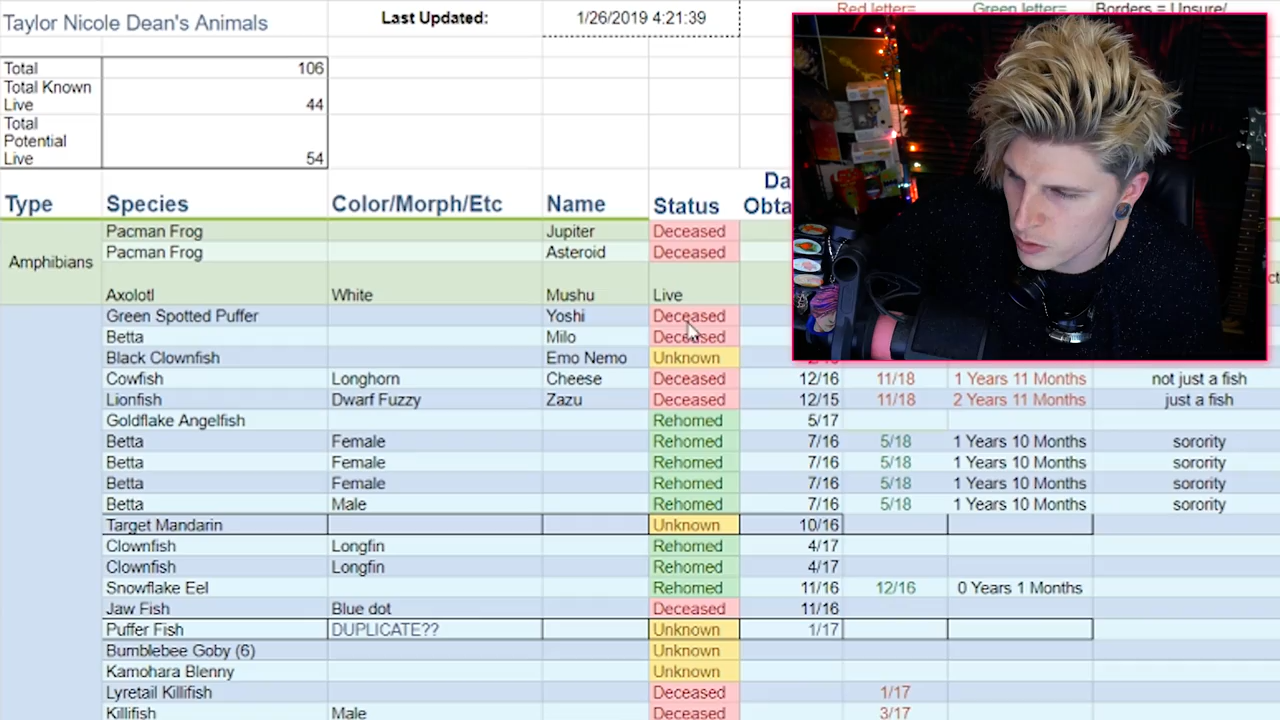 Taylor Nicole Dean's Animals Last Updated: 1/26/2019 4:21:39 Red letter= Green letter= Borders = Unsure/
Total 106
Total Known
Live 44
Total
Potential
Live 54
Type Species Color/Morph/Etc Name Status Da
Obta
Pacman Frog Jupiter Deceased
Pacman Frog Asteroid Deceased
Amphibians
Axolotl White Mushu Live
Green Spotted Puffer Yoshi Deceased
Betta Milo Deceased
Black Clownfish Emo Nemo Unknown
Cowfish Longhorn Cheese Deceased 12/16 11/18 1 Years 11 Months not just a fish
Lionfish Dwarf Fuzzy Zazu Deceased 12/15 11/18 2 Years 11 Months just a fish
Goldflake Angelfish Rehomed 5/17
Betta Female Rehomed 7/16 5/18 1 Years 10 Months sorority
Betta Female Rehomed 7/16 5/18 1 Years 10 Months sorority
Betta Female Rehomed 7/16 5/18 1 Years 10 Months sorority
Betta Male Rehomed 7/16 5/18 1 Years 10 Months sorority
Target Mandarin Unknown 10/16
Clownfish Longfin Rehomed 4/17
Clownfish Longfin Rehomed 4/17
Snowflake Eel Rehomed 11/16 12/16 0 Years 1 Months
Jaw Fish Blue dot Deceased 11/16
Puffer Fish DUPLICATE?? Unknown 1/17
Bumblebee Goby (6) Unknown
Kamohara Blenny Unknown
Lyretail Killifish Deceased 1/17
Killifish Male Deceased 3/17